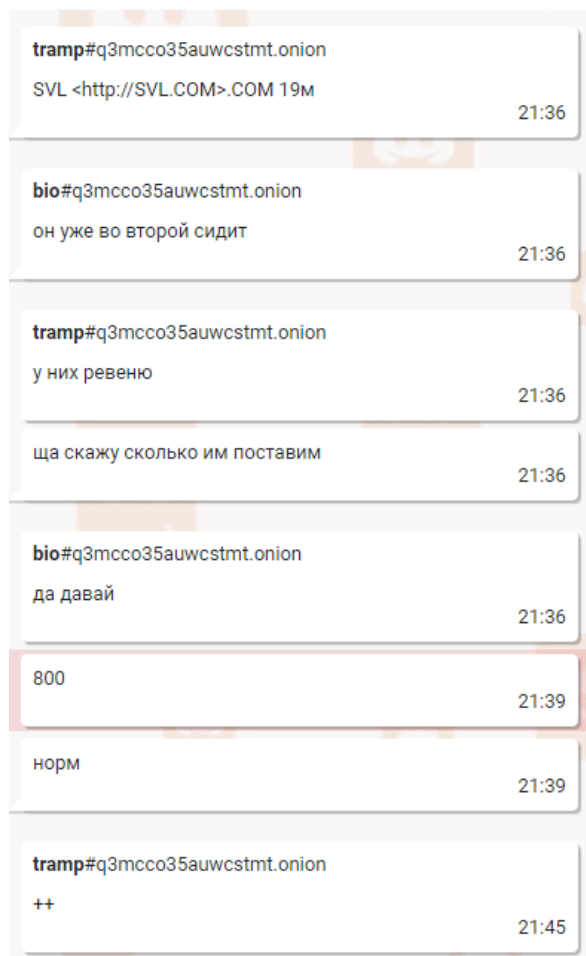 tramp#q3mcco35auwcstmt.onion
SVL <http://SVL.COM>.COM 19м
21:36
bio#q3mcco35auwcstmt.onion
он уже во второй сидит
21:36
tramp#q3mcco35auwcstmt.onion
у них ревеню
21:36
ща скажу сколько им поставим
21:36
bio#q3mcco35auwcstmt.onion
да давай
21:36
800
21:39
норм
21:39
tramp#q3mcco35auwcstmt.onion
++
21:45